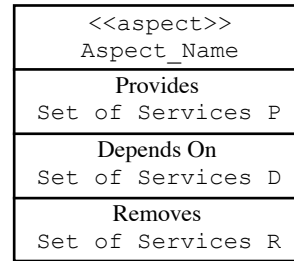 <<aspect>>
Aspect_Name
Provides
Set of Services P
Depends On
Set of Services D
Removes
Set of Services R